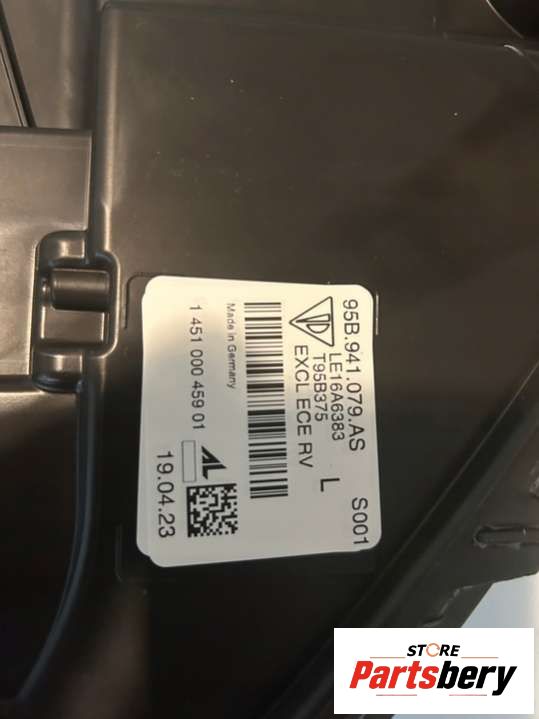 95B.941.079.AS
S001
LE16A6383
T95B375
L
EXCL ECE RV
Made in Germany
1 451 000 459 01
AL
19.04.23
STORE
Partsbery